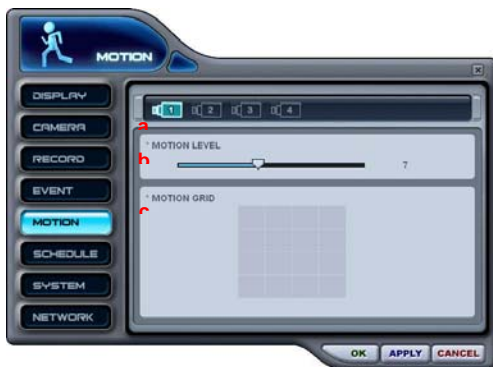 MOTION
DISPLAY
CAMERA
RECORD
EVENT
MOTION
SCHEDULE
SYSTEM
NETWORK
1 2 3 4
a
* MOTION LEVEL
b
7
* MOTION GRID
c
OK APPLY CANCEL